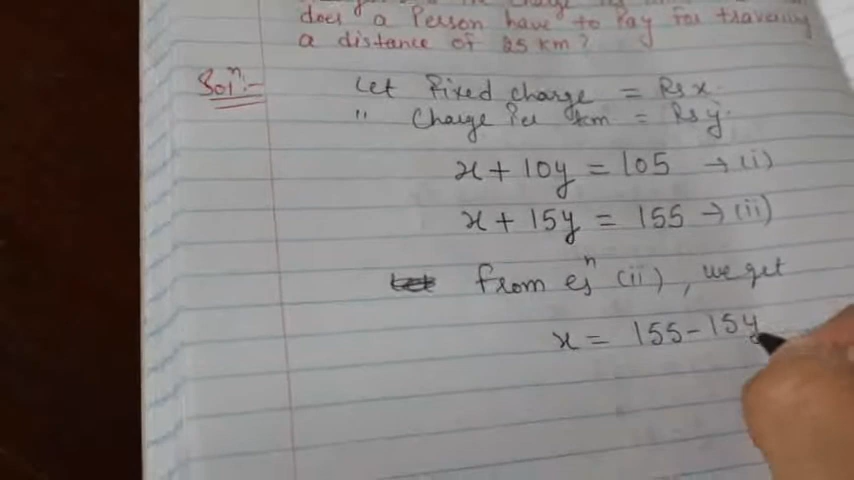 does a Person have to Pay for travelling
a distance of 25 km?
Solⁿ:-
Let Fixed charge = Rs x.
" Charge Per km = Rs y.
x + 10y = 105 → (i)
x + 15y = 155 → (ii)
from eqⁿ (ii), we get
x = 155 - 15y